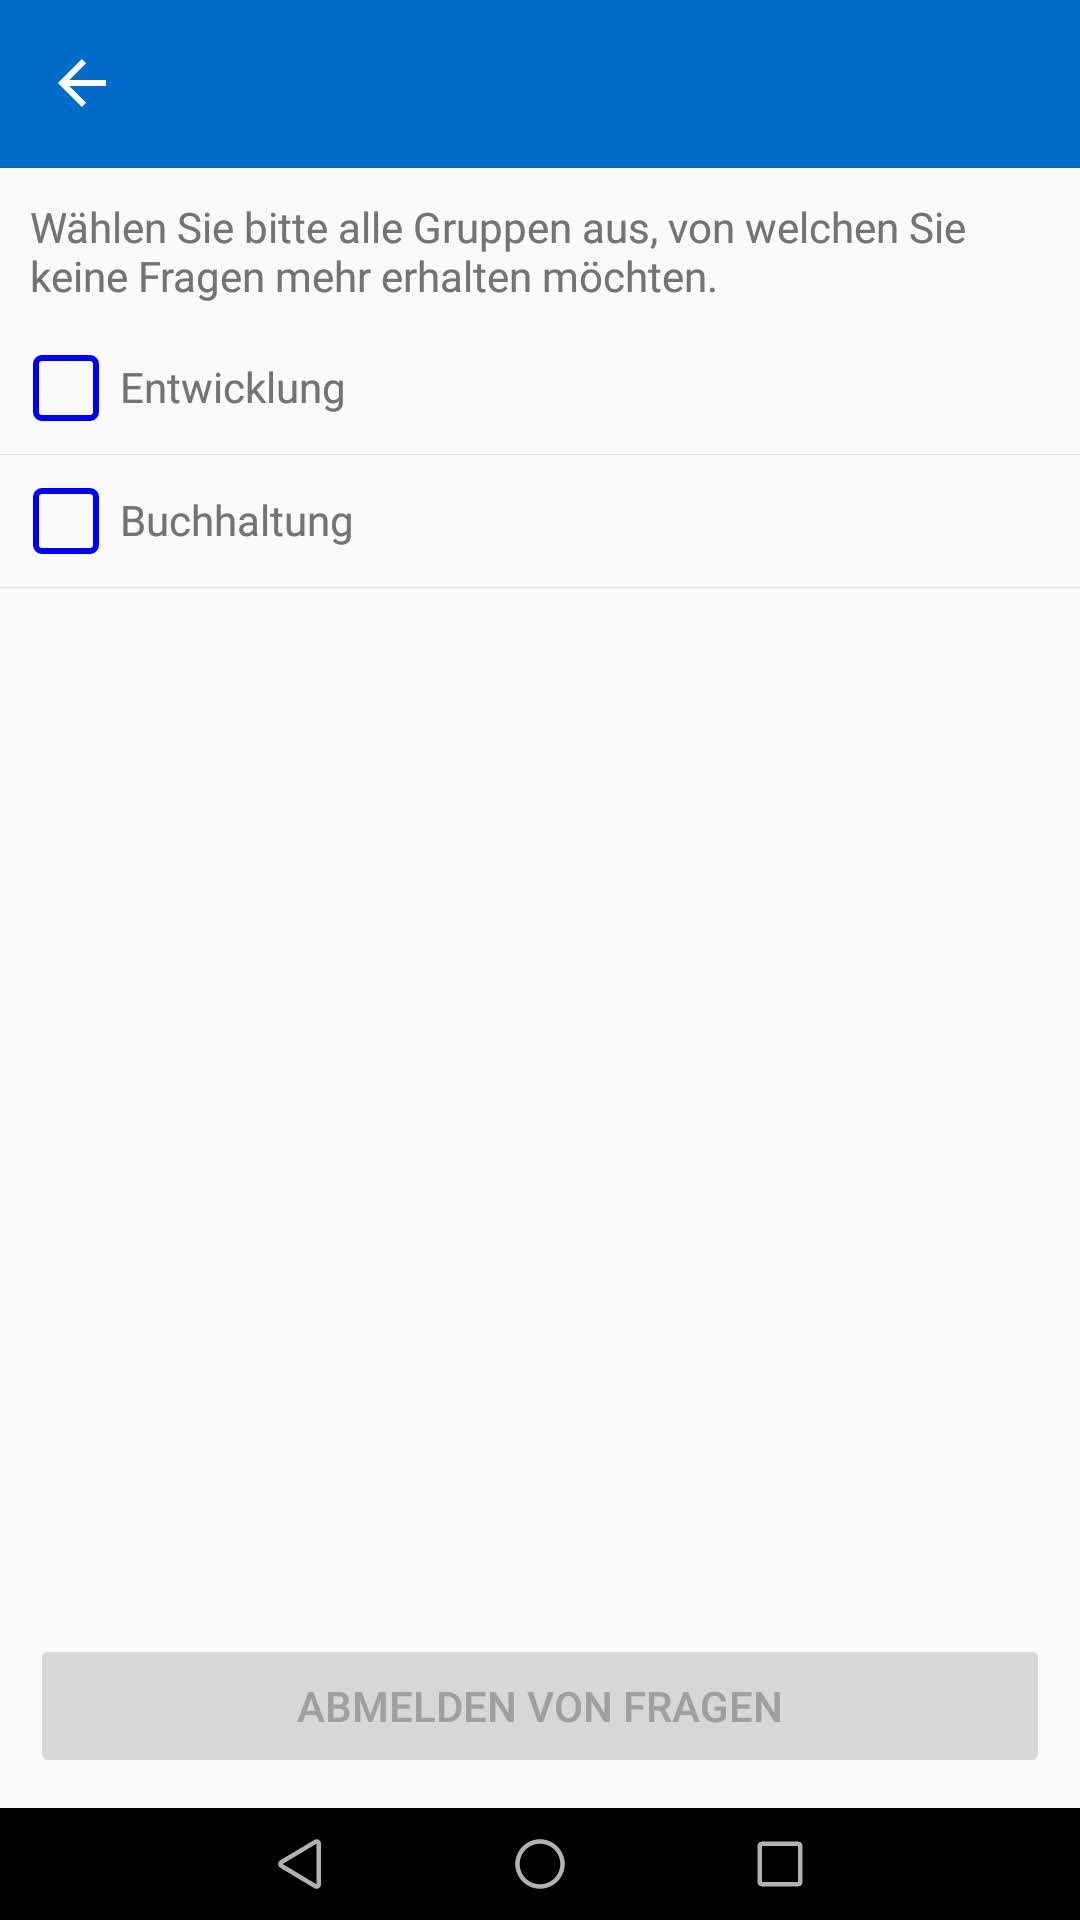 Wählen Sie bitte alle Gruppen aus, von welchen Sie
keine Fragen mehr erhalten möchten.
Entwicklung
Buchhaltung
ABMELDEN VON FRAGEN